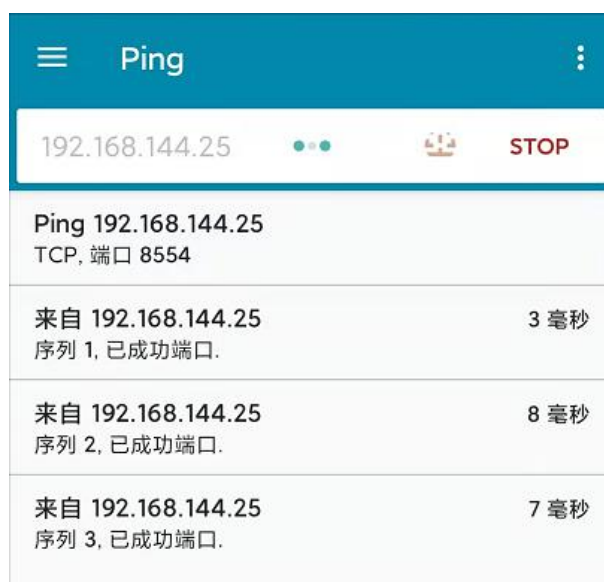 Ping
192.168.144.25 STOP
Ping 192.168.144.25
TCP, 端口 8554
来自 192.168.144.25 3 毫秒
序列 1, 已成功端口.
来自 192.168.144.25 8 毫秒
序列 2, 已成功端口.
来自 192.168.144.25 7 毫秒
序列 3, 已成功端口.